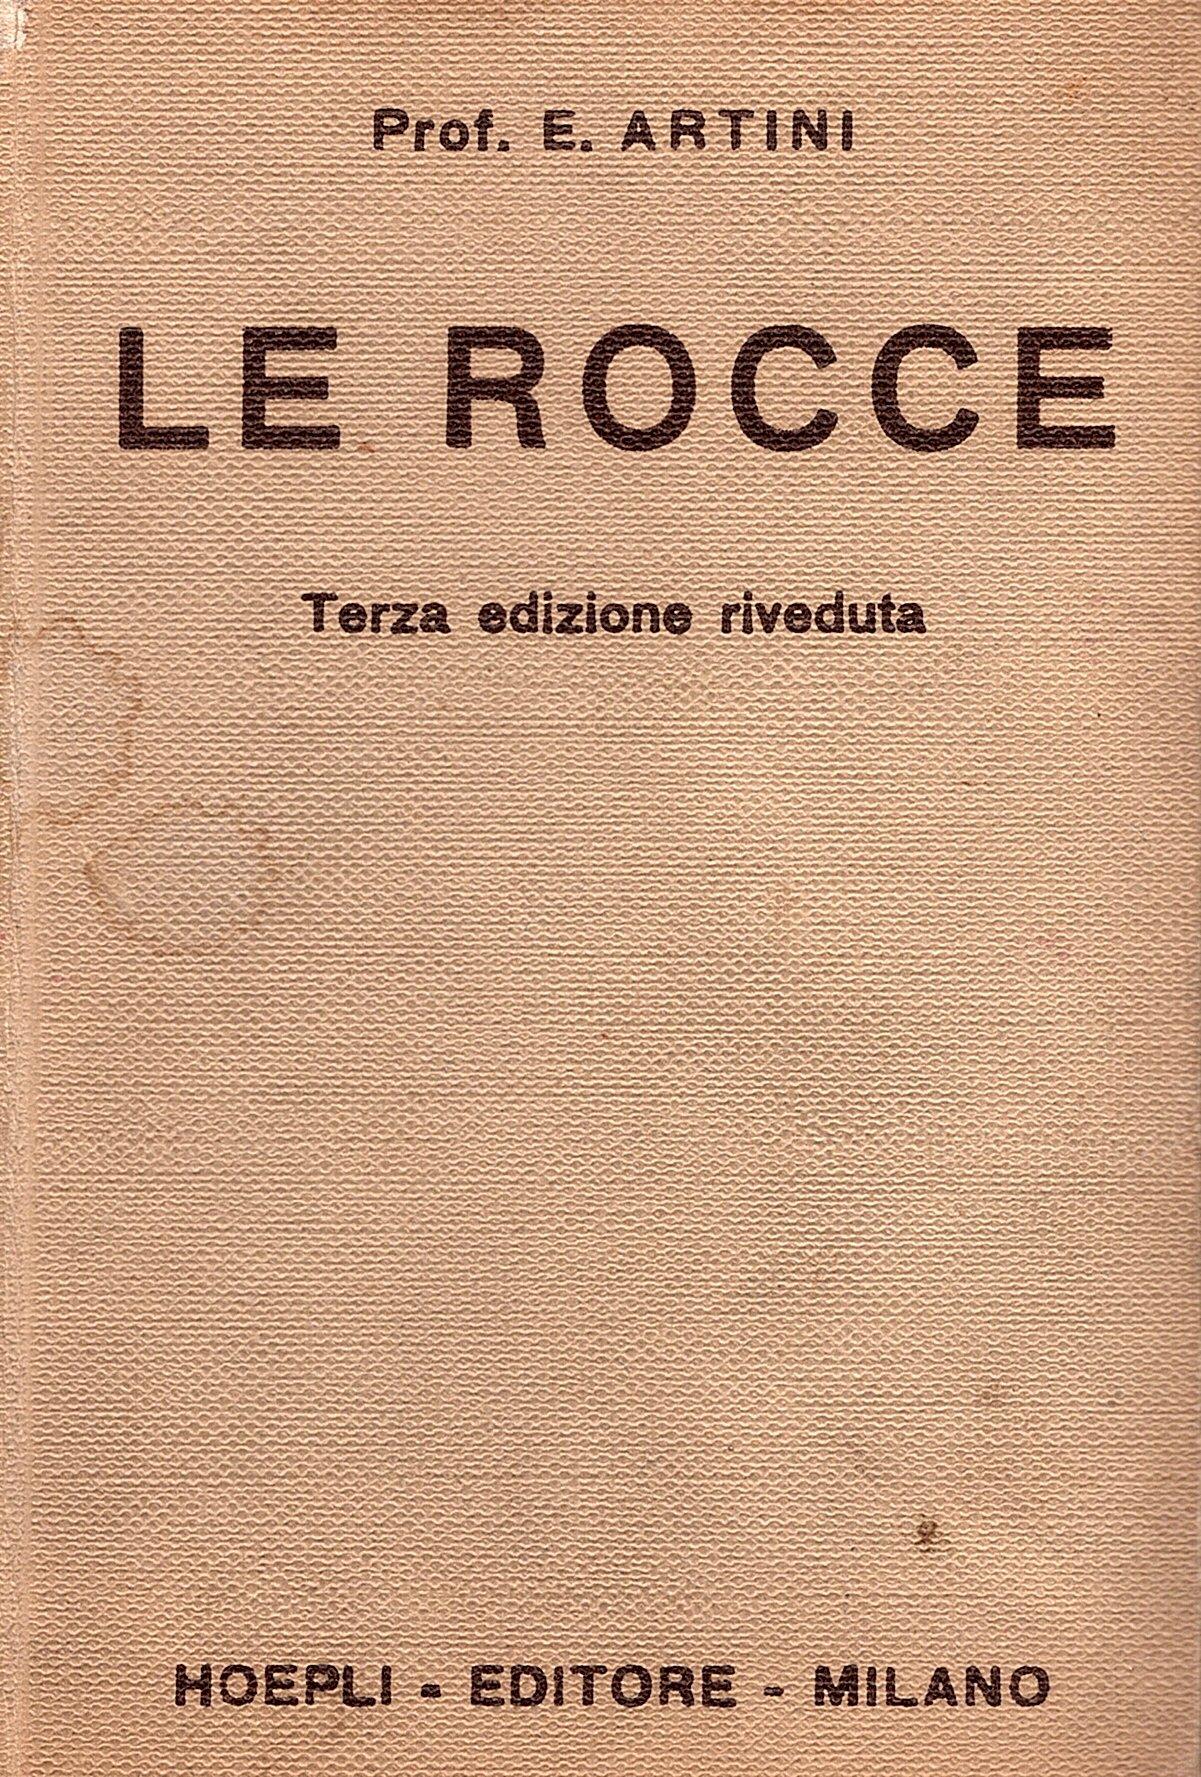 Prof. E. ARTINI
LE ROCCE
Terza edizione riveduta
HOEPLI - EDITORE - MILANO